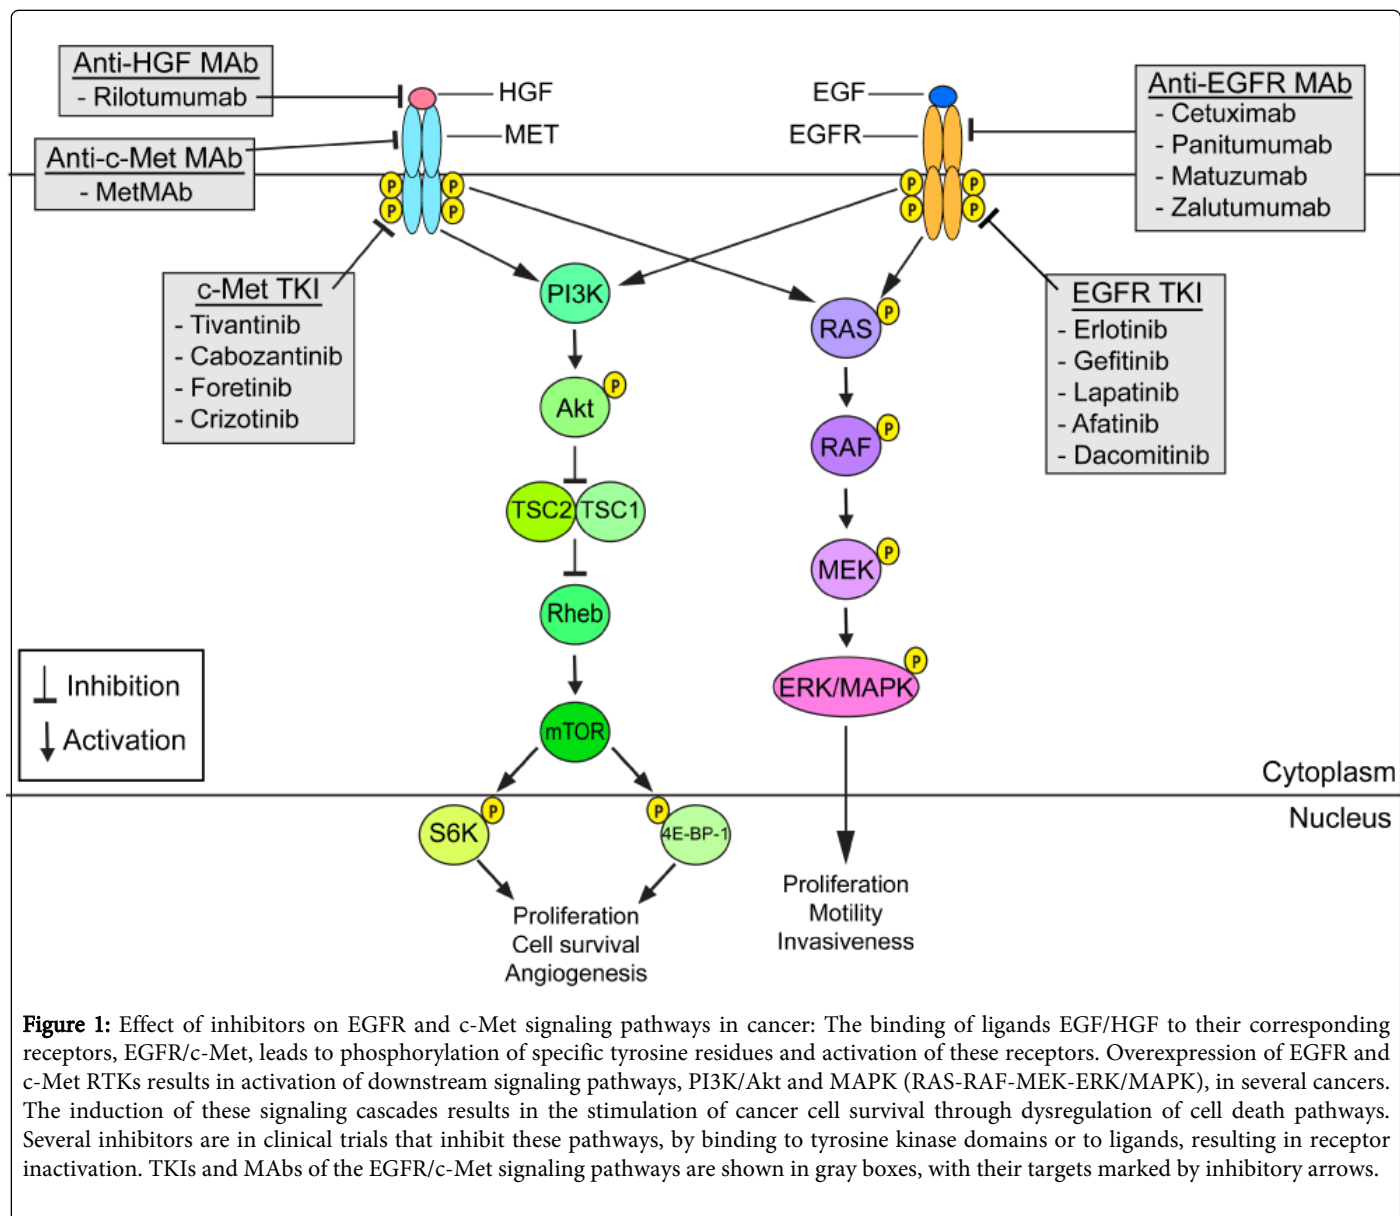 Anti-HGF MAb
- Rilotumumab
HGF
MET
Anti-c-Met MAb
- MetMAb
EGF
EGFR
Anti-EGFR MAb
- Cetuximab
- Panitumumab
- Matuzumab
- Zalutumumab
P
P
P
P
P
P
P
P
c-Met TKI
- Tivantinib
- Cabozantinib
- Foretinib
- Crizotinib
EGFR TKI
- Erlotinib
- Gefitinib
- Lapatinib
- Afatinib
- Dacomitinib
PI3K
Akt
P
TSC2
TSC1
Rheb
mTOR
RAS
P
RAF
P
MEK
P
ERK/MAPK
P
Inhibition
Activation
Cytoplasm
Nucleus
S6K
P
P
4E-BP-1
Proliferation
Cell survival
Angiogenesis
Proliferation
Motility
Invasiveness
Figure 1: Effect of inhibitors on EGFR and c-Met signaling pathways in cancer: The binding of ligands EGF/HGF to their corresponding
receptors, EGFR/c-Met, leads to phosphorylation of specific tyrosine residues and activation of these receptors. Overexpression of EGFR and
c-Met RTKs results in activation of downstream signaling pathways, PI3K/Akt and MAPK (RAS-RAF-MEK-ERK/MAPK), in several cancers.
The induction of these signaling cascades results in the stimulation of cancer cell survival through dysregulation of cell death pathways.
Several inhibitors are in clinical trials that inhibit these pathways, by binding to tyrosine kinase domains or to ligands, resulting in receptor
inactivation. TKIs and MAbs of the EGFR/c-Met signaling pathways are shown in gray boxes, with their targets marked by inhibitory arrows.